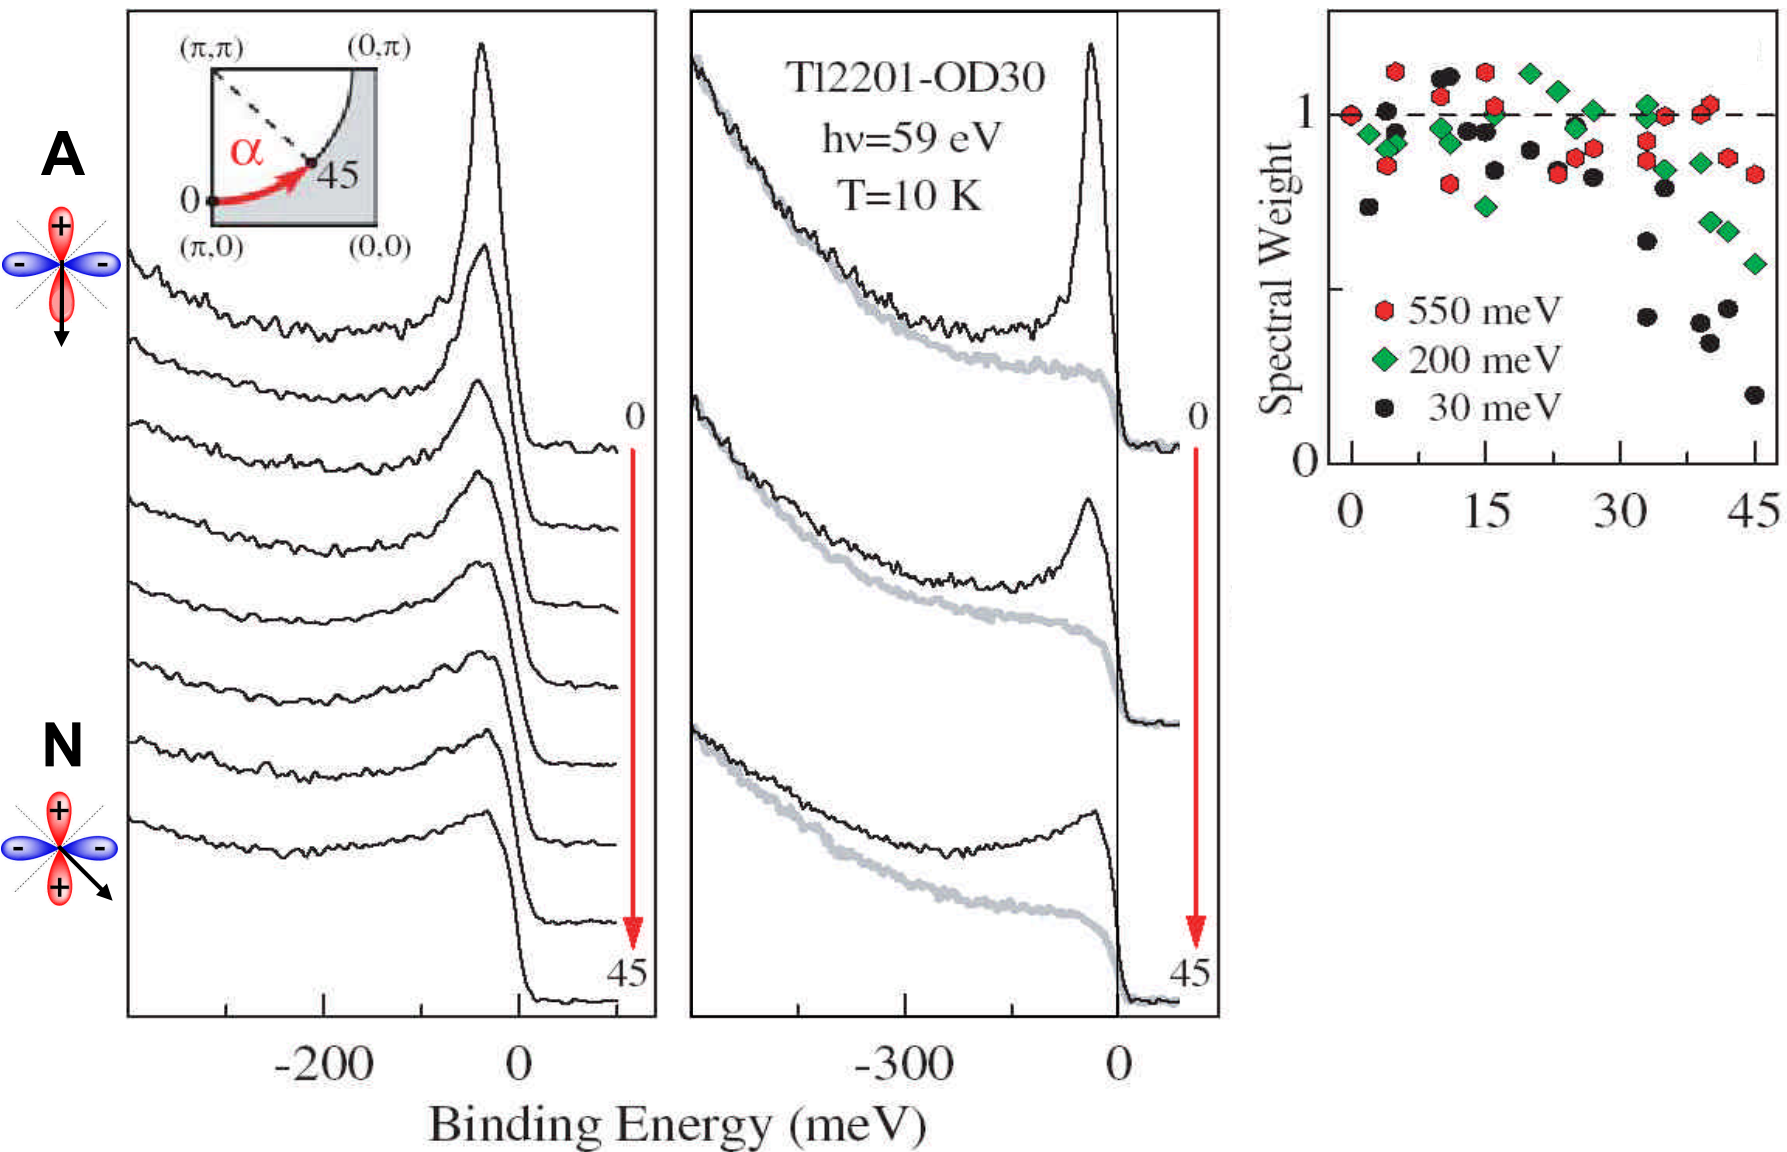 A
+
-
-
N
+
-
-
+
(π,π)
(0,π)
α
45
0
(π,0)
(0,0)
0
45
-200
0
Tl2201-OD30
hν=59 eV
T=10 K
0
45
-300
0
Binding Energy (meV)
Spectral Weight
1
0
550 meV
200 meV
30 meV
0
15
30
45